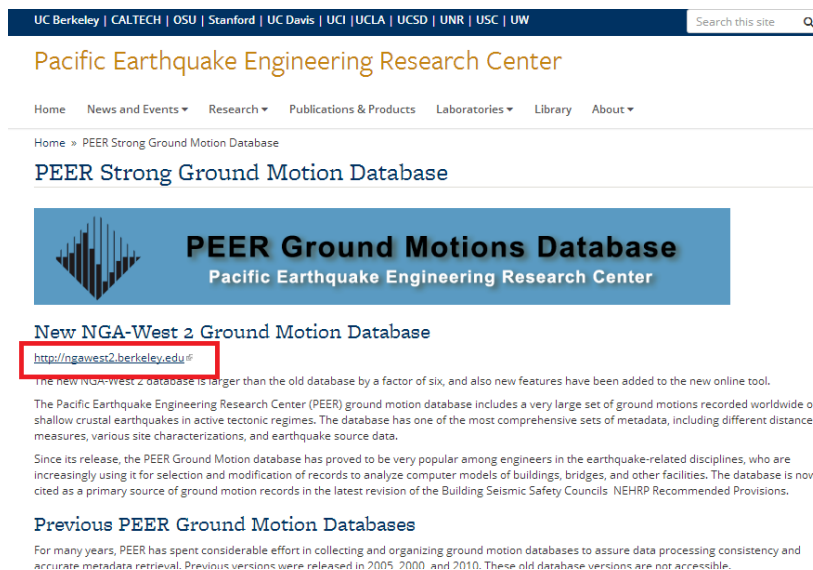 UC Berkeley | CALTECH | OSU | Stanford | UC Davis | UCI |UCLA | UCSD | UNR | USC | UW
Search this site
Pacific Earthquake Engineering Research Center
Home News and Events Research Publications & Products Laboratories Library About
Home » PEER Strong Ground Motion Database
PEER Strong Ground Motion Database
PEER Ground Motions Database
Pacific Earthquake Engineering Research Center
New NGA-West 2 Ground Motion Database
http://ngawest2.berkeley.edu
The new NGA-West 2 database is larger than the old database by a factor of six, and also new features have been added to the new online tool.
The Pacific Earthquake Engineering Research Center (PEER) ground motion database includes a very large set of ground motions recorded worldwide o
shallow crustal earthquakes in active tectonic regimes. The database has one of the most comprehensive sets of metadata, including different distance
measures, various site characterizations, and earthquake source data.
Since its release, the PEER Ground Motion database has proved to be very popular among engineers in the earthquake-related disciplines, who are
increasingly using it for selection and modification of records to analyze computer models of buildings, bridges, and other facilities. The database is now
cited as a primary source of ground motion records in the latest revision of the Building Seismic Safety Councils NEHRP Recommended Provisions.
Previous PEER Ground Motion Databases
For many years, PEER has spent considerable effort in collecting and organizing ground motion databases to assure data processing consistency and
accurate metadata retrieval. Previous versions were released in 2005, 2000, and 2010. These old database versions are not accessible.